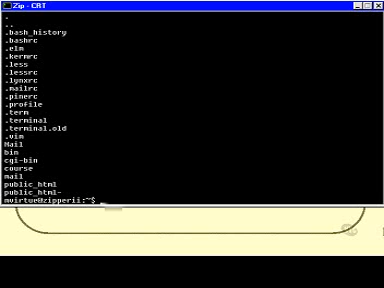 Zip - CRT
.
..
.bash_history
.bashrc
.elm
.kermrc
.less
.lessrc
.lynxrc
.mailrc
.pinerc
.profile
.term
.terminal
.terminal.old
.vim
Mail
bin
cgi-bin
course
mail
public_html
public_html~
mvirtue@zipperii:~$